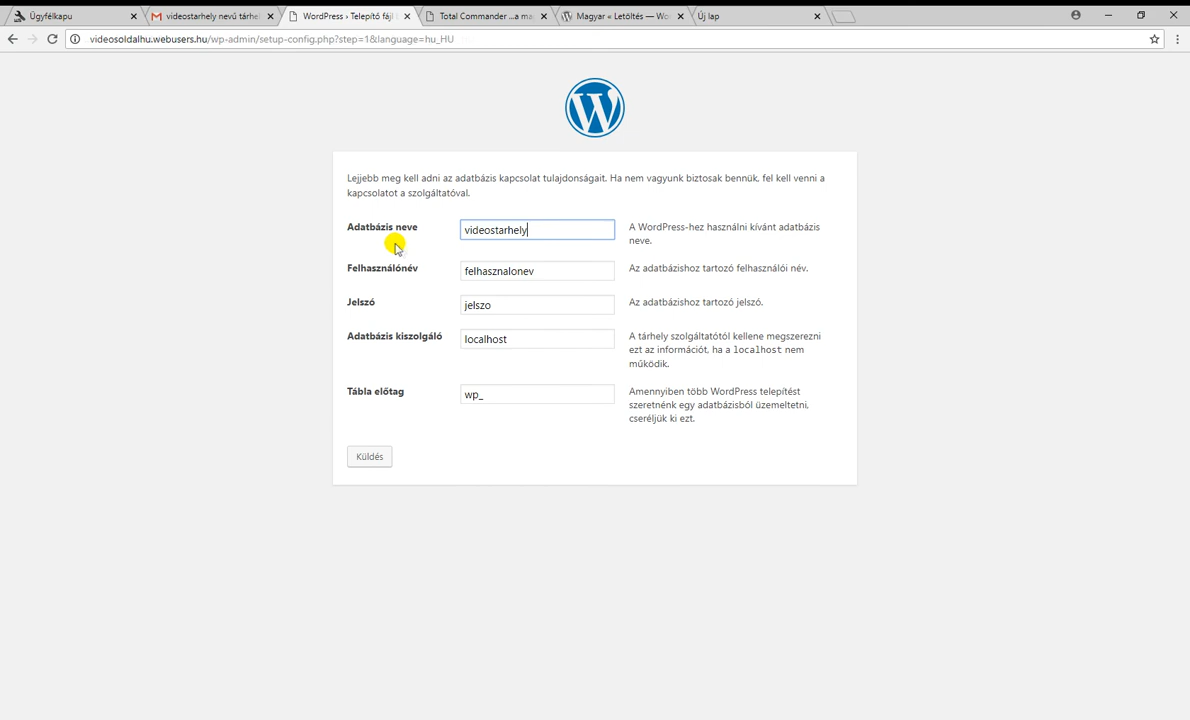 Ügyfélkapu
videostarhely nevű tárhel
WordPress › Telepítő fájl b
Total Commander ...a ma
Magyar « Letöltés — Wor
Új lap
videosoldalhu.webusers.hu/wp-admin/setup-config.php?step=1&language=hu_HU
Lejjebb meg kell adni az adatbázis kapcsolat tulajdonságait. Ha nem vagyunk biztosak bennük, fel kell venni a
kapcsolatot a szolgáltatóval.
Adatbázis neve
videostarhely
A WordPress-hez használni kívánt adatbázis
neve.
Felhasználónév
felhasznalonev
Az adatbázishoz tartozó felhasználói név.
Jelszó
jelszo
Az adatbázishoz tartozó jelszó.
Adatbázis kiszolgáló
localhost
A tárhely szolgáltatótól kellene megszerezni
ezt az információt, ha a localhost nem
működik.
Tábla előtag
wp_
Amennyiben több WordPress telepítést
szeretnénk egy adatbázisból üzemeltetni,
cseréljük ki ezt.
Küldés